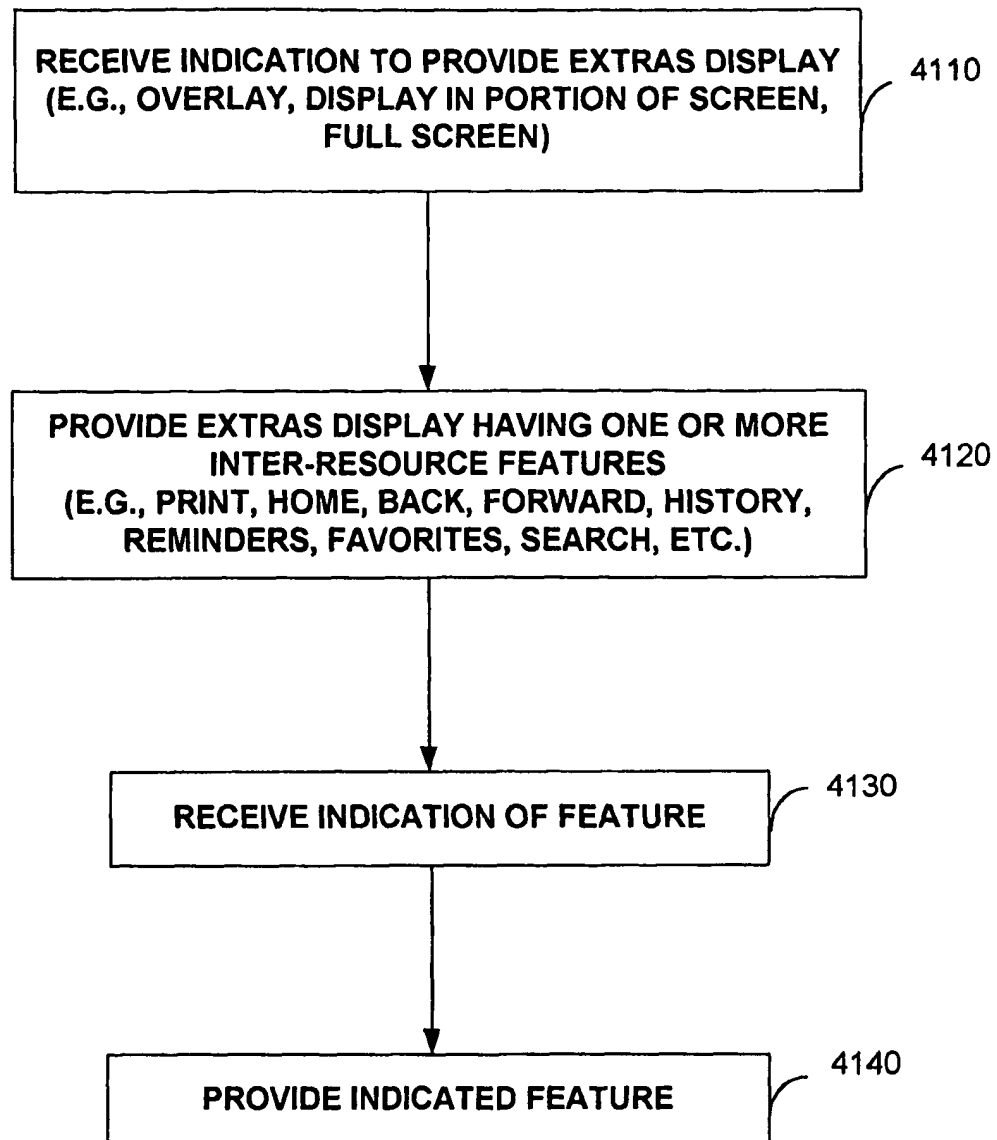 RECEIVE INDICATION TO PROVIDE EXTRAS DISPLAY
(E.G., OVERLAY, DISPLAY IN PORTION OF SCREEN,
FULL SCREEN)
4110
PROVIDE EXTRAS DISPLAY HAVING ONE OR MORE
INTER-RESOURCE FEATURES
(E.G., PRINT, HOME, BACK, FORWARD, HISTORY,
REMINDERS, FAVORITES, SEARCH, ETC.)
4120
RECEIVE INDICATION OF FEATURE
4130
PROVIDE INDICATED FEATURE
4140